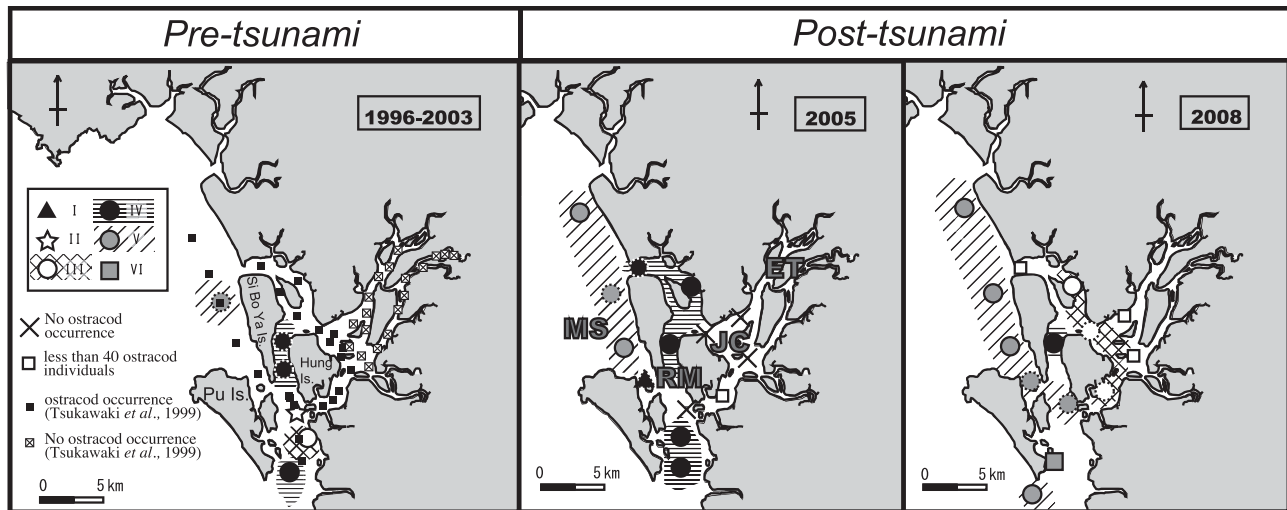 Pre-tsunami
Post-tsunami
1996-2003
I
IV
II
V
III
VI
No ostracod
occurrence
less than 40 ostracod
individuals
ostracod occurrence
(Tsukawaki et al., 1999)
No ostracod occurrence
(Tsukawaki et al., 1999)
0 5 km
Si Bo Ya Is.
Hung
Is.
Pu Is.
2005
ET
MS
JC
RM
0 5 km
2008
0 5 km